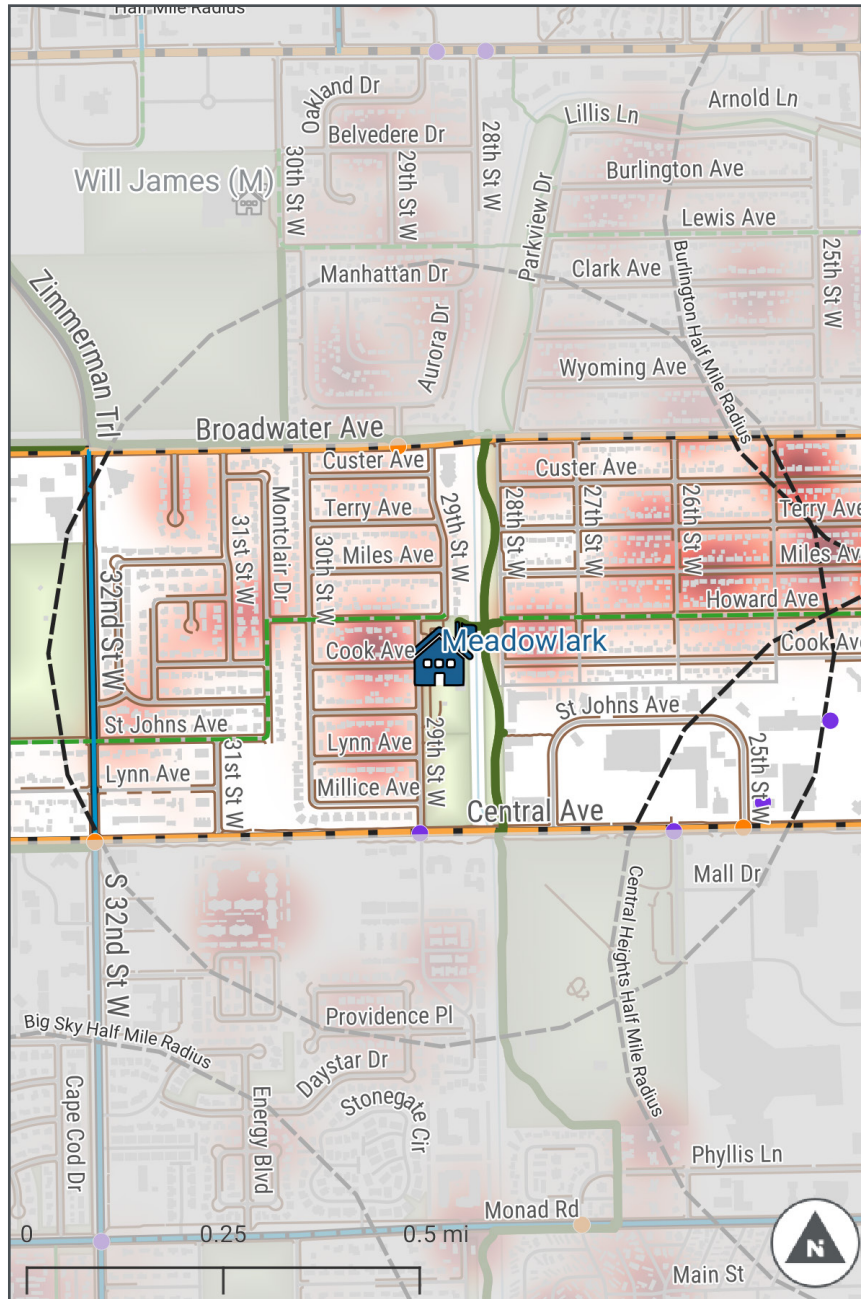 Half Mile Radius
Oakland Dr
Arnold Ln
Lillis Ln
Belvedere Dr
28th St W
30th St W
29th St W
Burlington Ave
Will James (M)
Parkview Dr
Lewis Ave
25th St W
Burlington Half Mile Radius
Zimmerman Trl
Manhattan Dr
Clark Ave
Aurora Dr
Wyoming Ave
Broadwater Ave
Custer Ave
Custer Ave
Montclair Dr
Terry Ave
29th St W
28th St W
27th St W
26th St W
Terry Ave
31st St W
Miles Ave
30th St W
Miles Ave
32nd St W
Howard Ave
Cook Ave
Meadowlark
Cook Ave
St Johns Ave
St Johns Ave
29th St W
Lynn Ave
25th St W
31st St W
Lynn Ave
Millice Ave
Central Ave
S 32nd St W
Mall Dr
Central Heights Half Mile Radius
Providence Pl
Big Sky Half Mile Radius
Daystar Dr
Cape Cod Dr
Energy Blvd
Stonegate Cir
Phyllis Ln
Monad Rd
0 0.25 0.5 mi
N
Main St